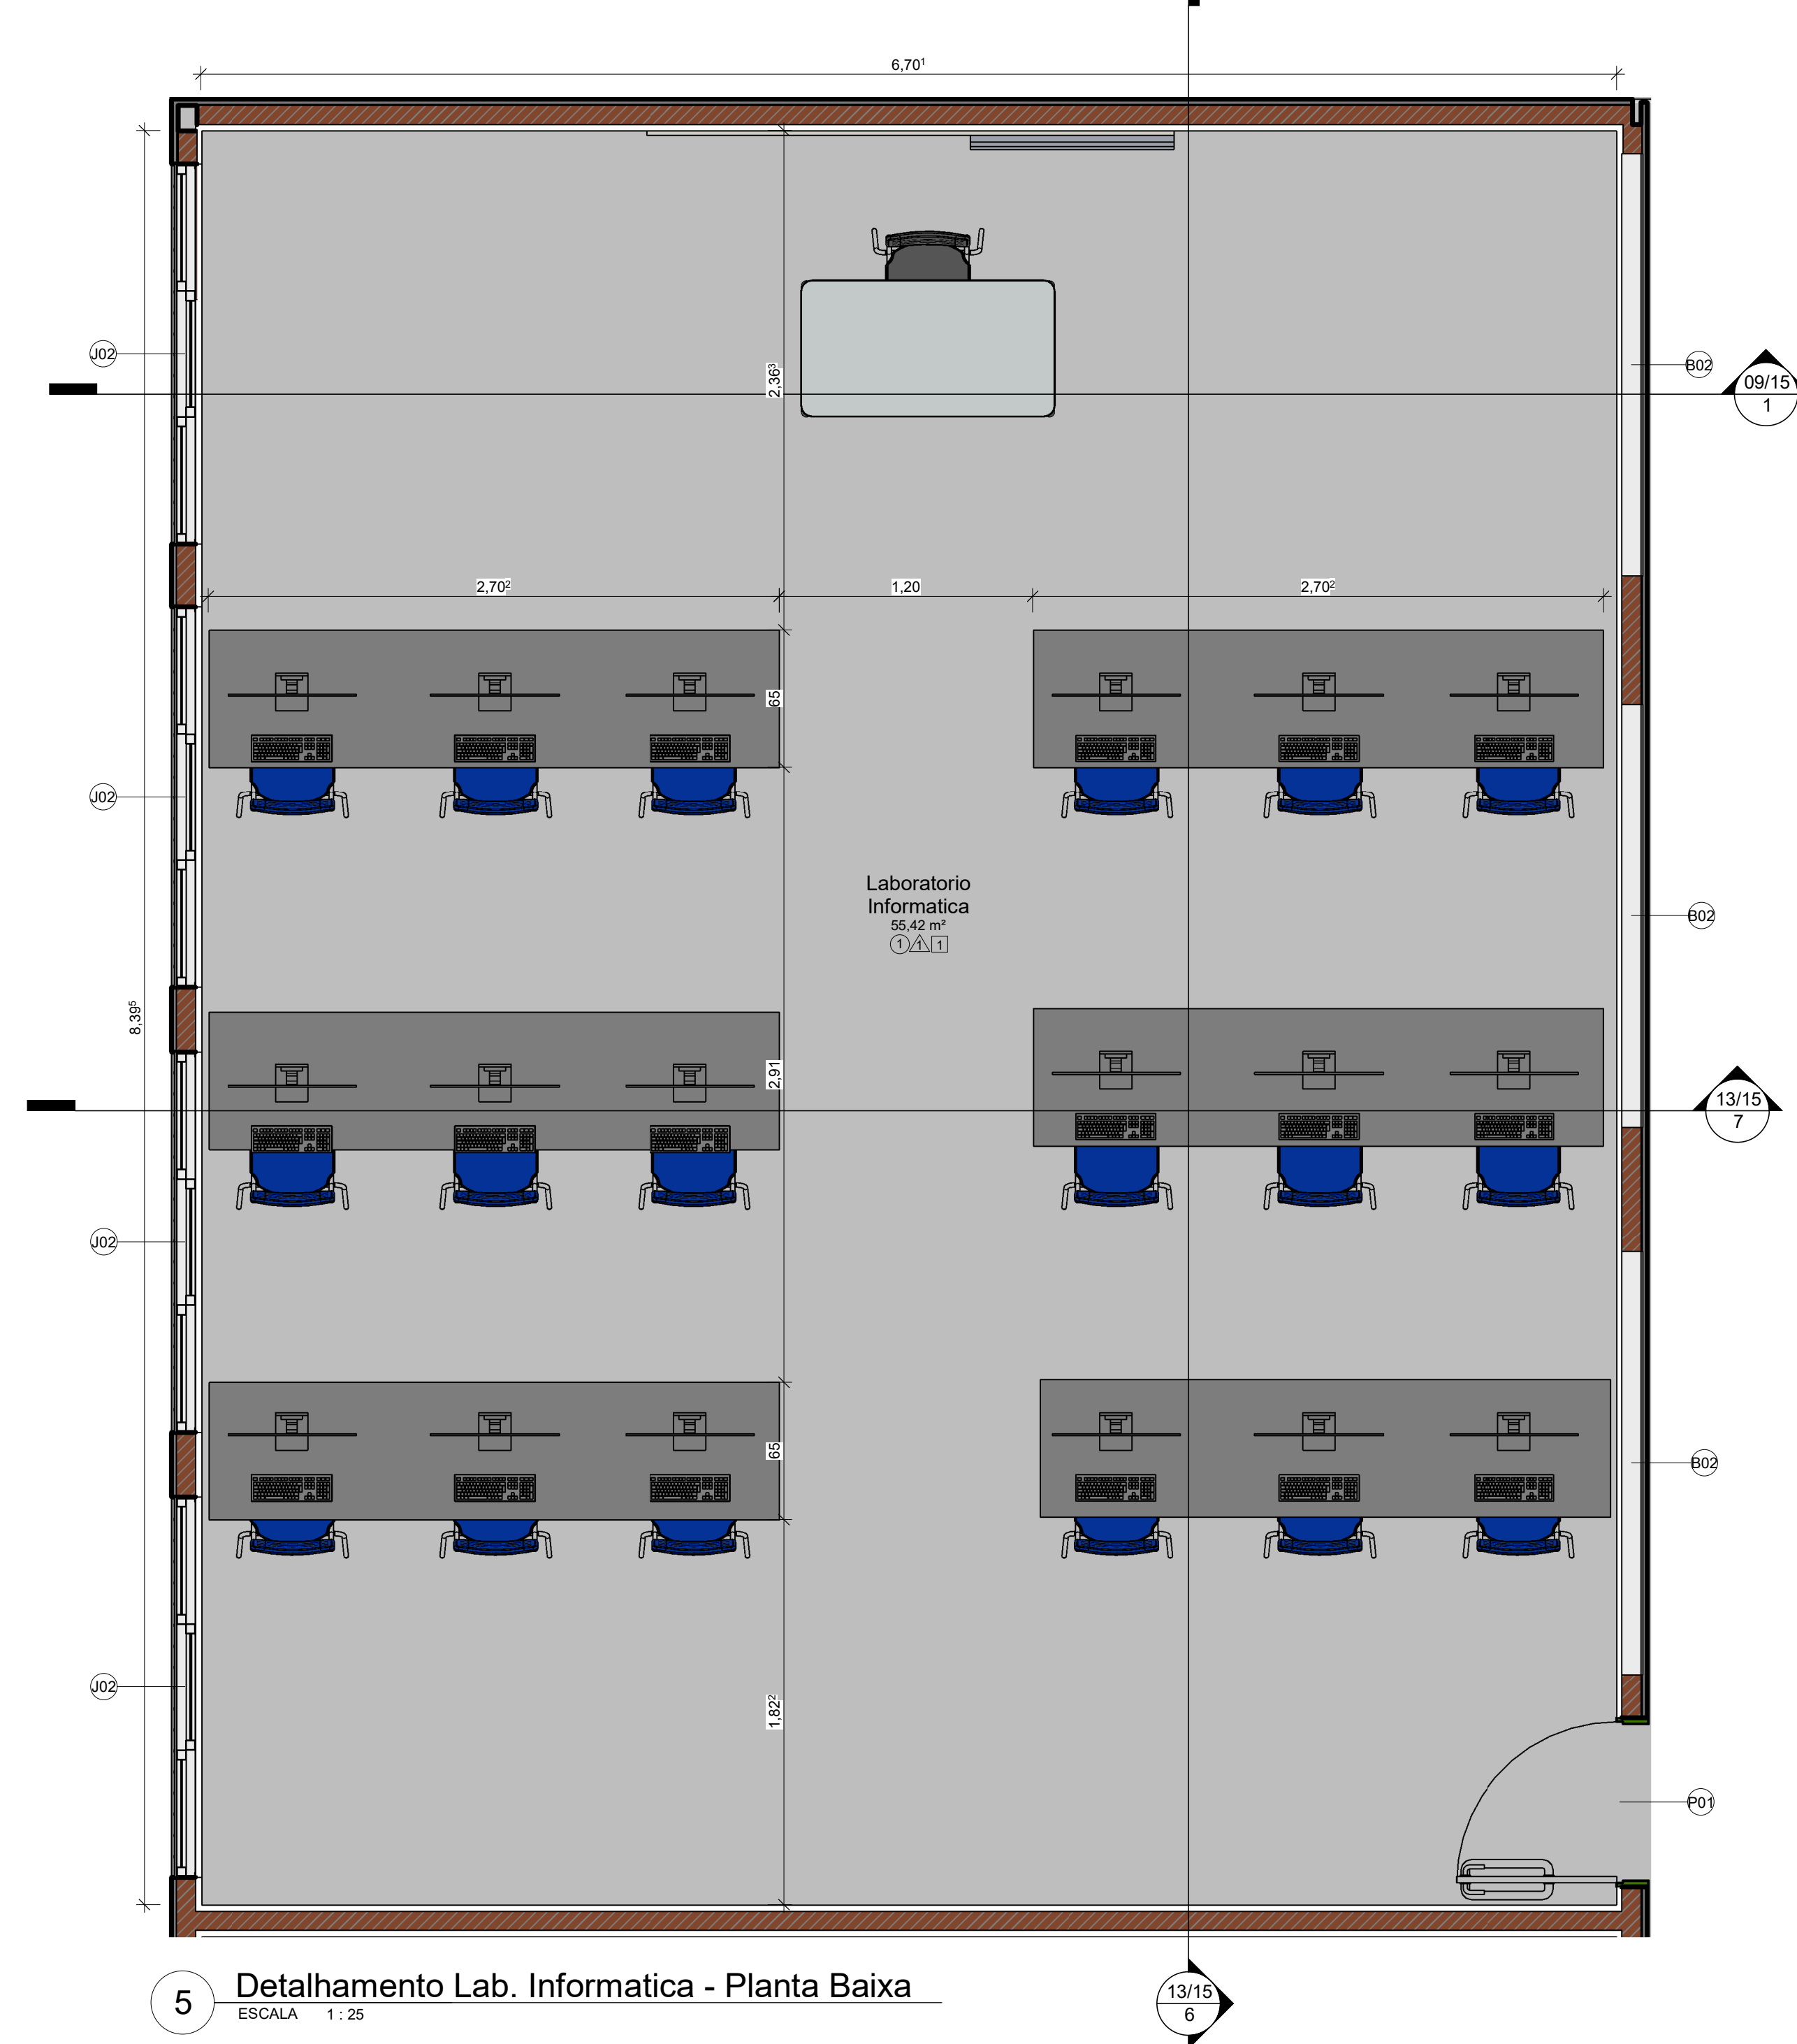 6,70¹
J02
2,36³
B02
09/15
1
2,70²
1,20
2,70²
65
J02
Laboratorio
Informatica
55,42 m²
1 1 1
B02
8,39⁵
2,91
13/15
7
J02
65
B02
J02
1,82²
P01
5
Detalhamento Lab. Informatica - Planta Baixa
ESCALA 1 : 25
13/15
6